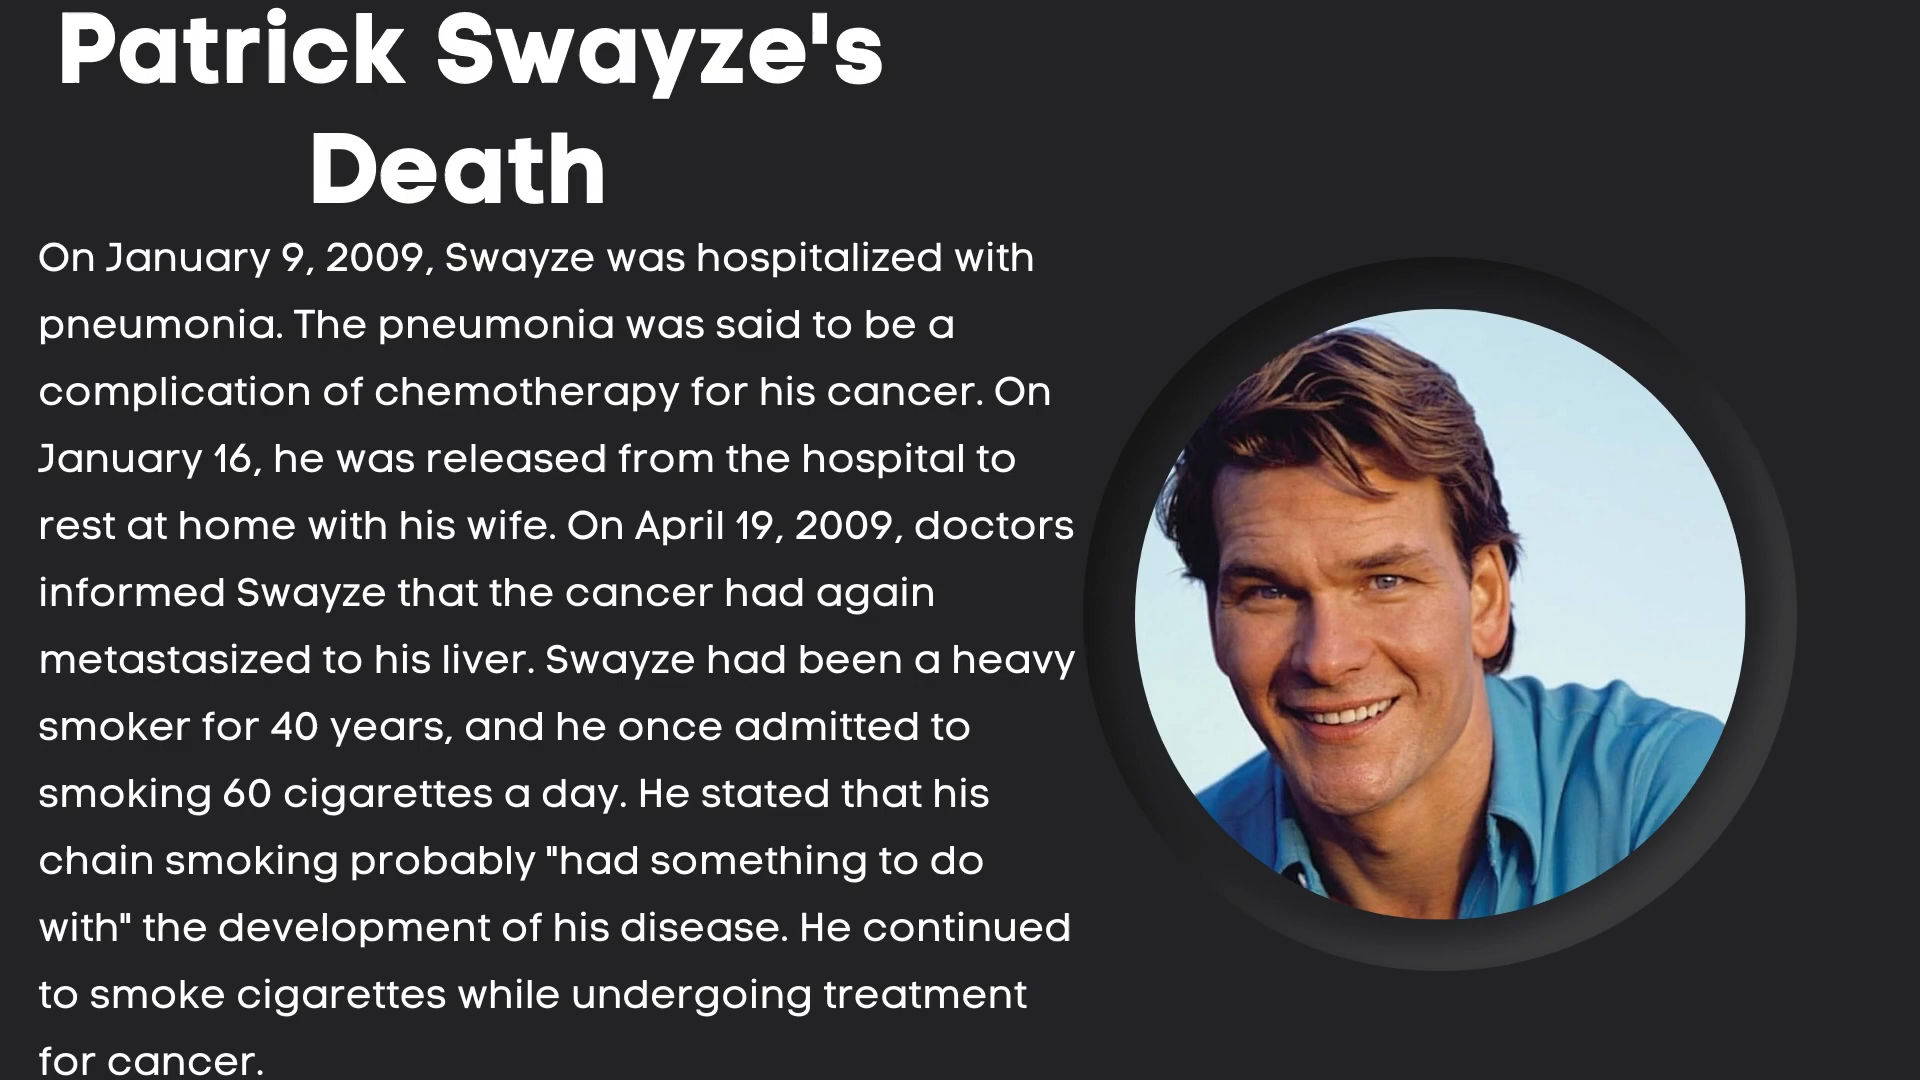 Patrick Swayze's
Death
On January 9, 2009, Swayze was hospitalized with
pneumonia. The pneumonia was said to be a
complication of chemotherapy for his cancer. On
January 16, he was released from the hospital to
rest at home with his wife. On April 19, 2009, doctors
informed Swayze that the cancer had again
metastasized to his liver. Swayze had been a heavy
smoker for 40 years, and he once admitted to
smoking 60 cigarettes a day. He stated that his
chain smoking probably "had something to do
with" the development of his disease. He continued
to smoke cigarettes while undergoing treatment
for cancer.